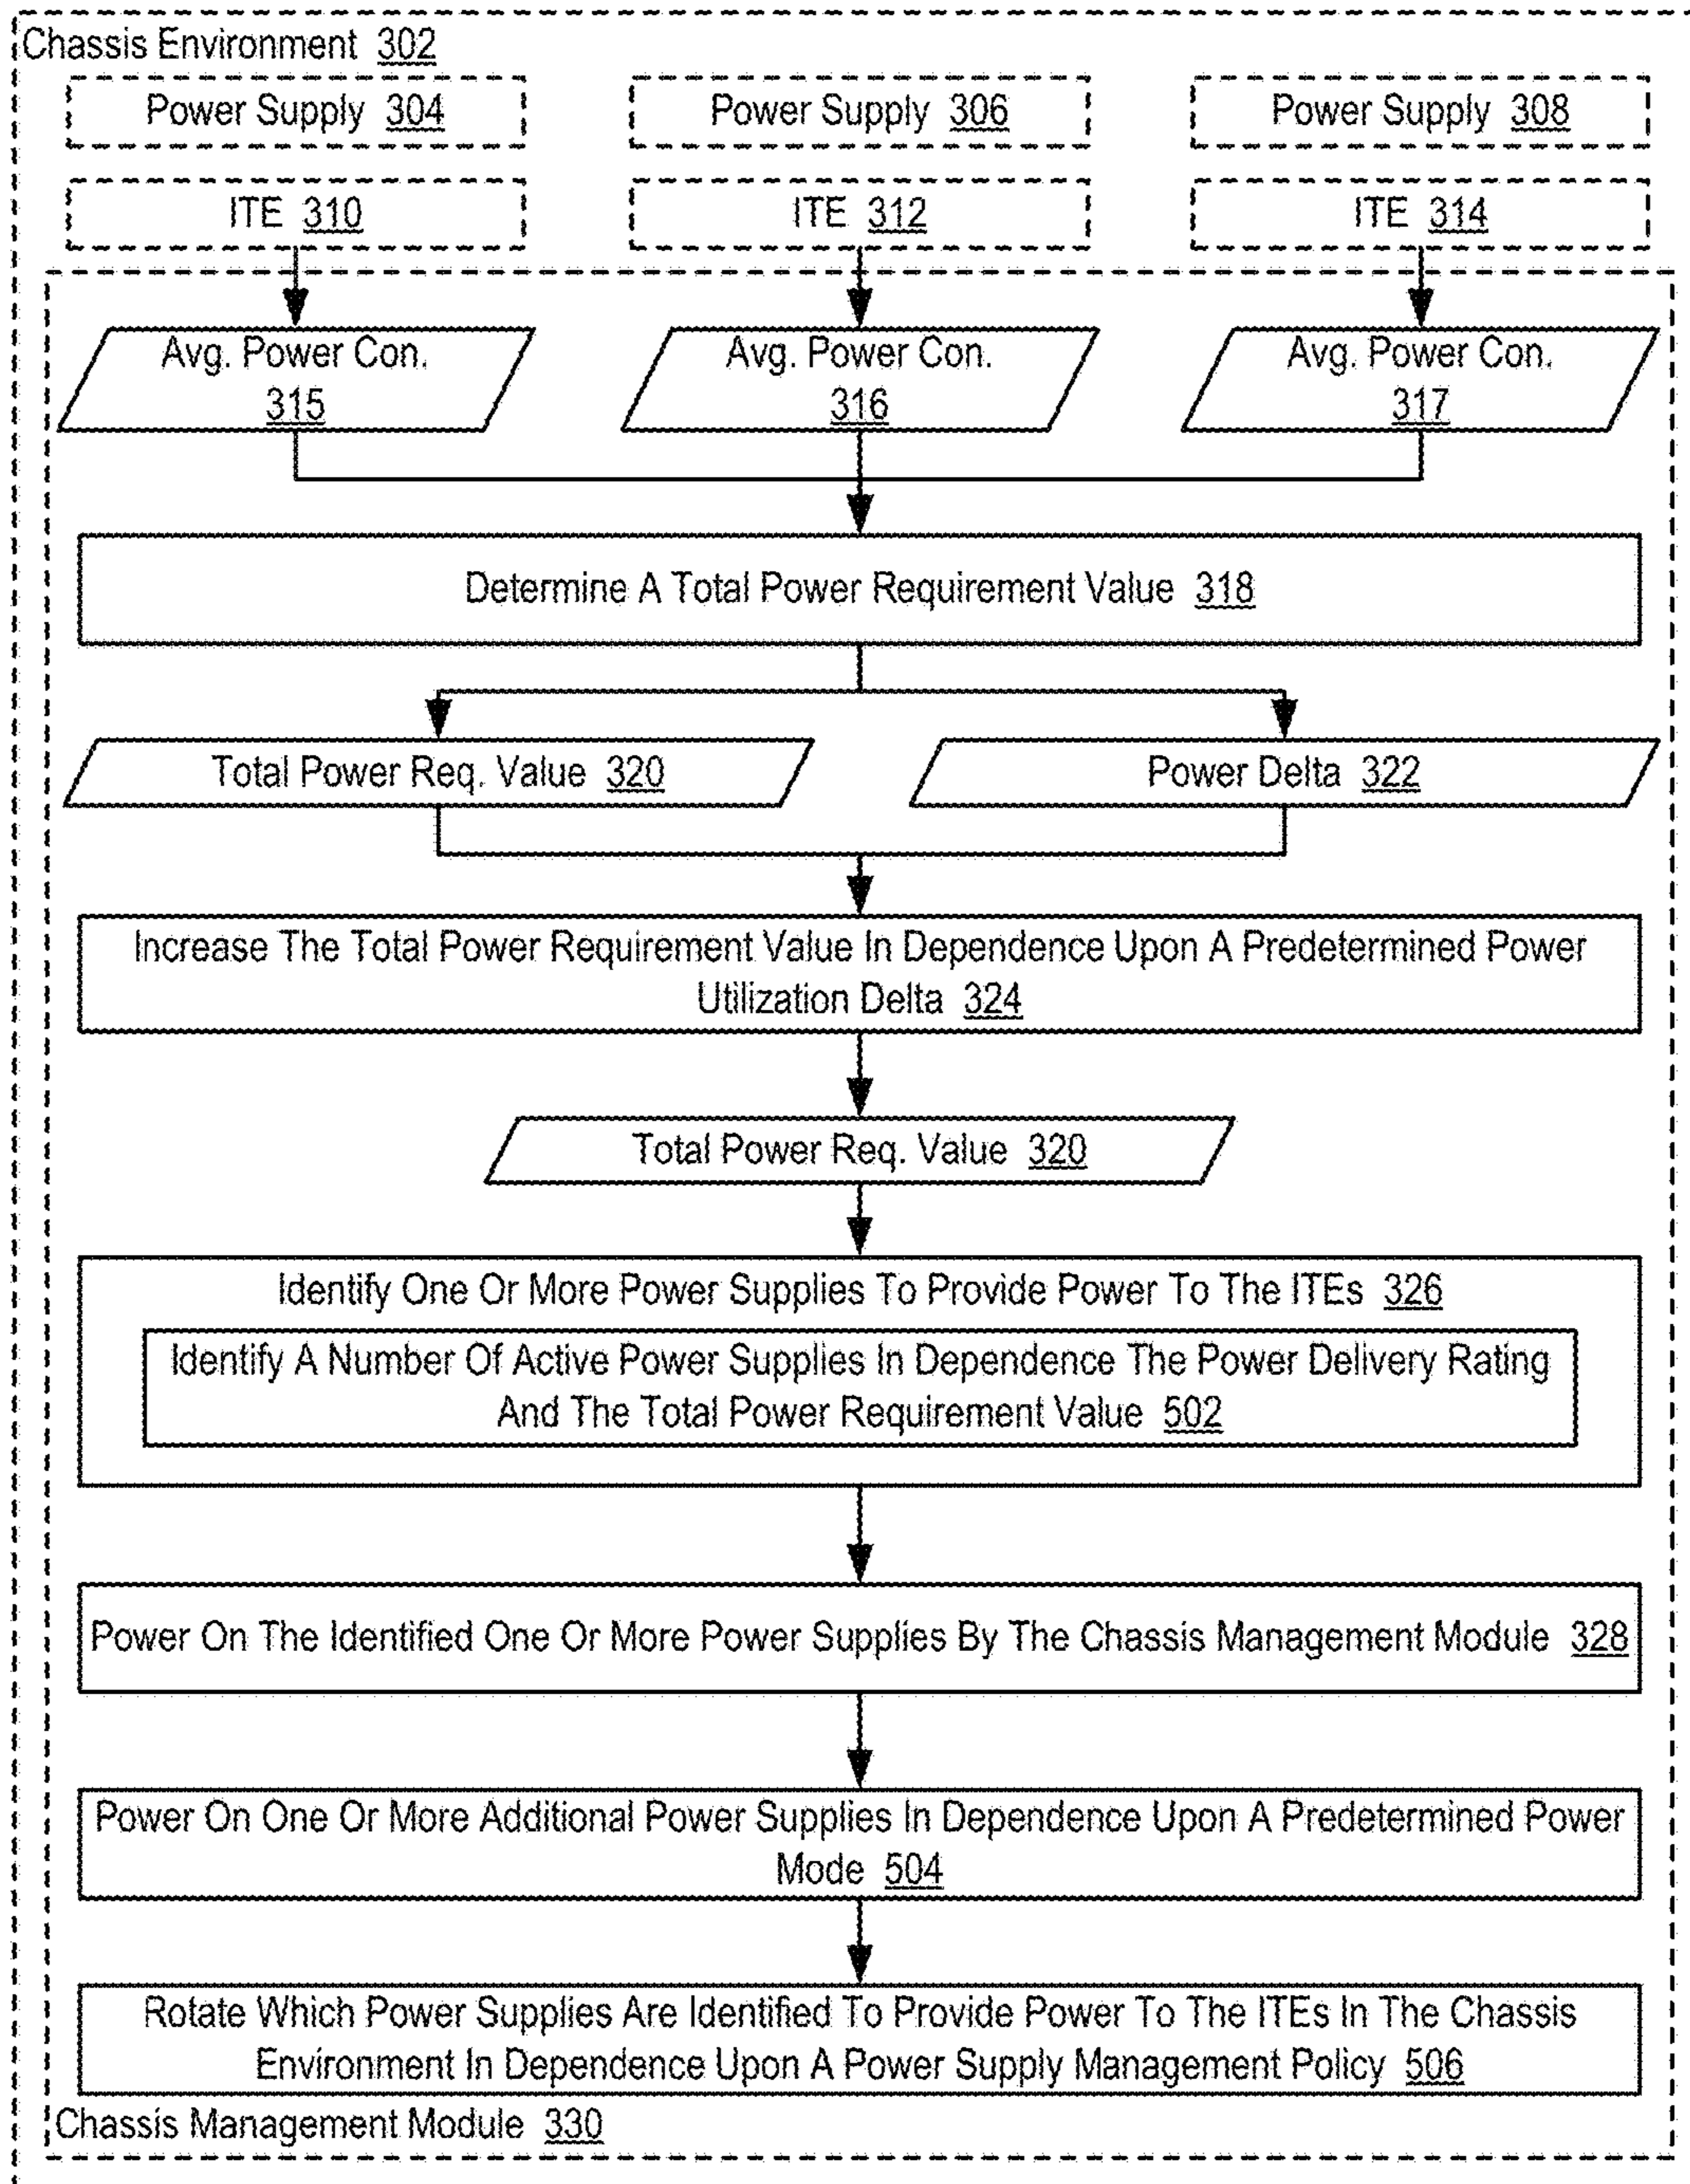 Chassis Environment 302
Power Supply 304
Power Supply 306
Power Supply 308
ITE 310
ITE 312
ITE 314
Avg. Power Con.
315
Avg. Power Con.
316
Avg. Power Con.
317
Determine A Total Power Requirement Value 318
Total Power Req. Value 320
Power Delta 322
Increase The Total Power Requirement Value In Dependence Upon A Predetermined Power
Utilization Delta 324
Total Power Req. Value 320
Identify One Or More Power Supplies To Provide Power To The ITEs 326
Identify A Number Of Active Power Supplies In Dependence The Power Delivery Rating
And The Total Power Requirement Value 502
Power On The Identified One Or More Power Supplies By The Chassis Management Module 328
Power On One Or More Additional Power Supplies In Dependence Upon A Predetermined Power
Mode 504
Rotate Which Power Supplies Are Identified To Provide Power To The ITEs In The Chassis
Environment In Dependence Upon A Power Supply Management Policy 506
Chassis Management Module 330